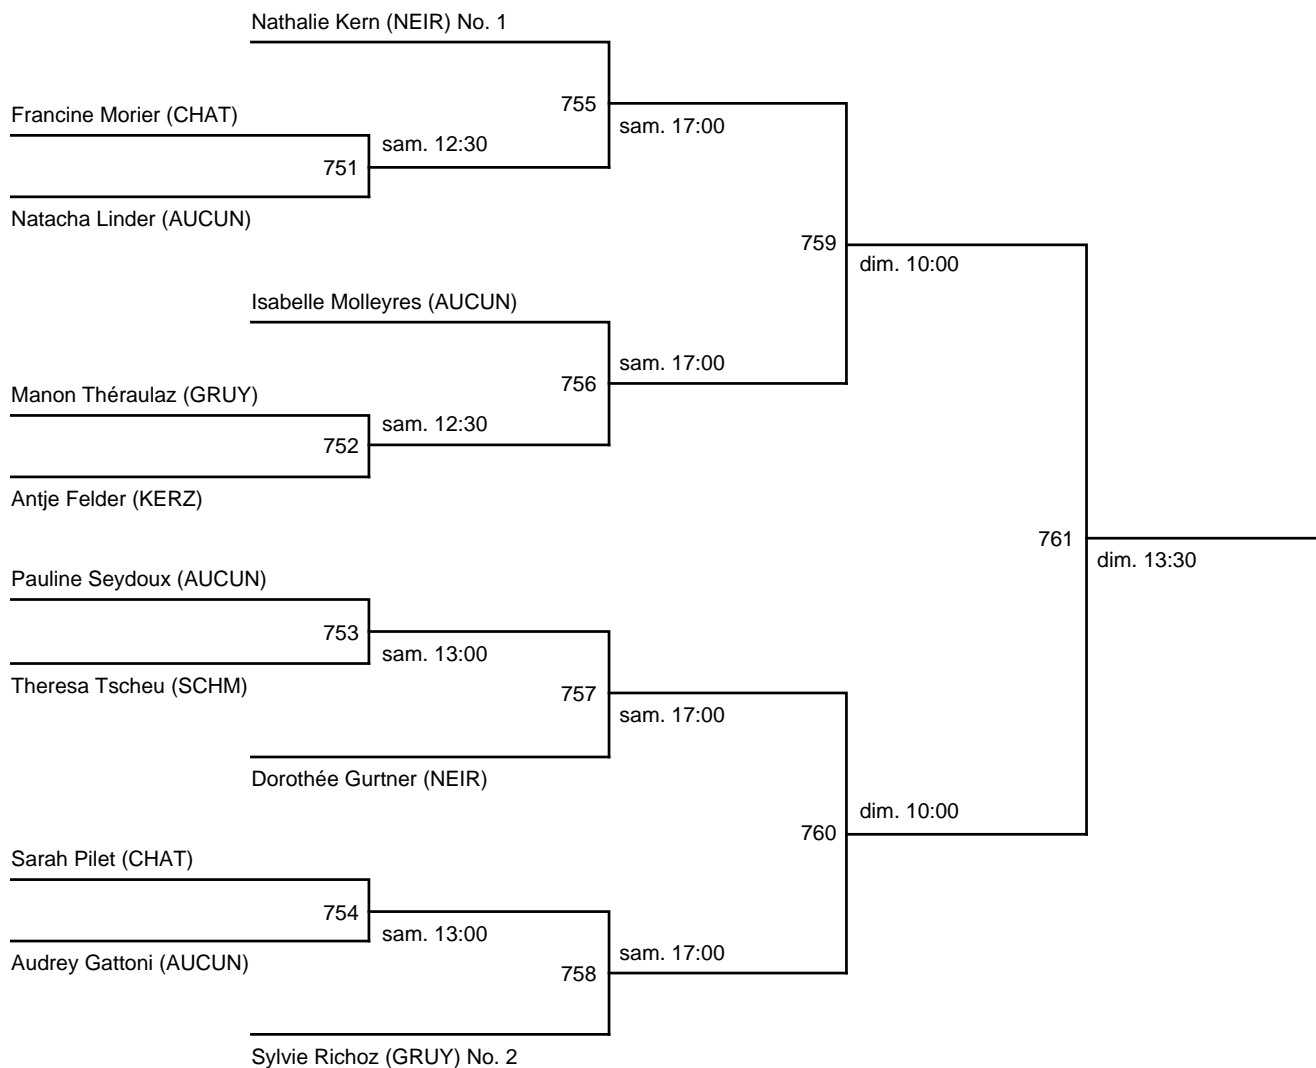 Nathalie Kern (NEIR) No. 1
755
sam. 17:00
Francine Morier (CHAT)
sam. 12:30
751
Natacha Linder (AUCUN)
759
dim. 10:00
Isabelle Molleyres (AUCUN)
sam. 17:00
756
Manon Théraulaz (GRUY)
sam. 12:30
752
Antje Felder (KERZ)
761
dim. 13:30
Pauline Seydoux (AUCUN)
753
sam. 13:00
Theresa Tscheu (SCHM)
757
sam. 17:00
Dorothée Gurtner (NEIR)
dim. 10:00
760
Sarah Pilet (CHAT)
754
sam. 13:00
Audrey Gattoni (AUCUN)
sam. 17:00
758
Sylvie Richoz (GRUY) No. 2